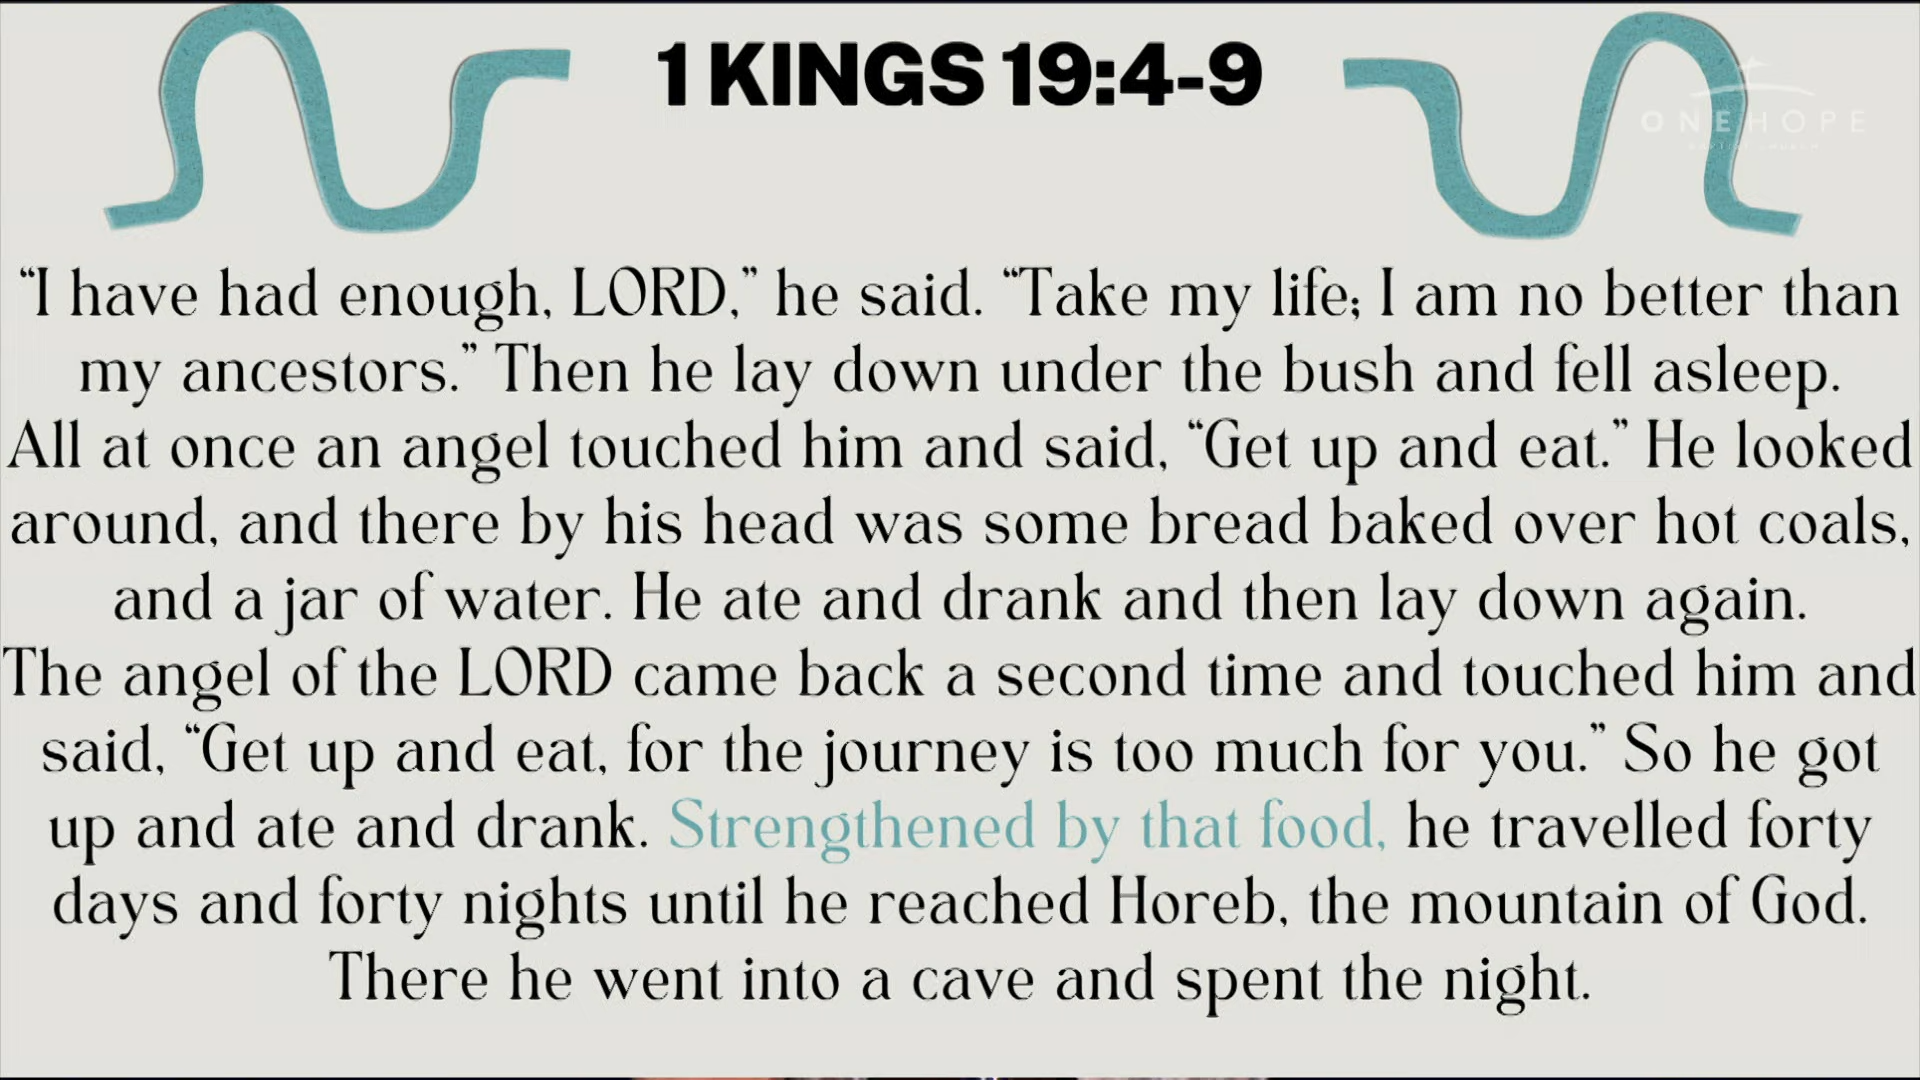 1 KINGS 19:4-9
ONEHOPE
BAPTIST CHURCH
“I have had enough, LORD,” he said. “Take my life; I am no better than
my ancestors.” Then he lay down under the bush and fell asleep.
All at once an angel touched him and said, “Get up and eat.” He looked
around, and there by his head was some bread baked over hot coals,
and a jar of water. He ate and drank and then lay down again.
The angel of the LORD came back a second time and touched him and
said, “Get up and eat, for the journey is too much for you.” So he got
up and ate and drank. Strengthened by that food, he travelled forty
days and forty nights until he reached Horeb, the mountain of God.
There he went into a cave and spent the night.